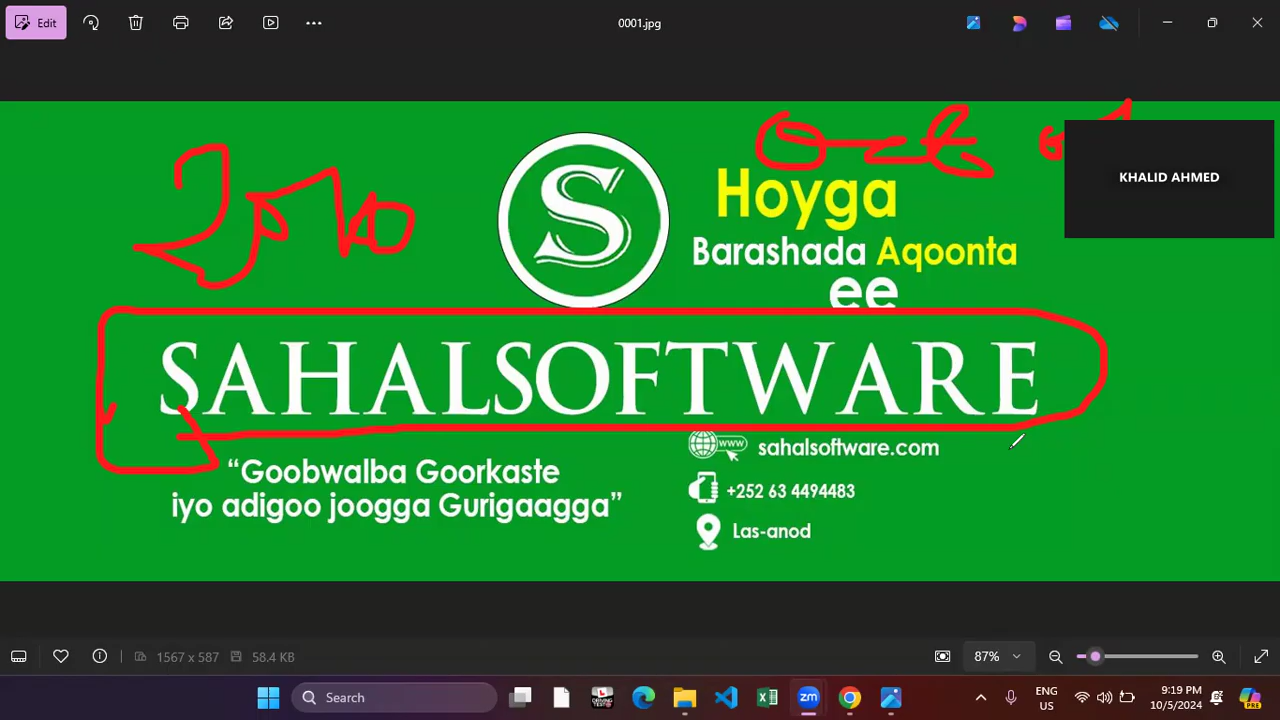 Edit
0001.jpg
KHALID AHMED
S
Hoyga
Barashada Aqoonta
ee
SAHALSOFTWARE
www
sahalsoftware.com
“Goobwalba Goorkaste
iyo adigoo joogga Gurigaagga”
+252 63 4494483
Las-anod
1567 x 587
58.4 KB
87%
Search
ENG
US
9:19 PM
10/5/2024